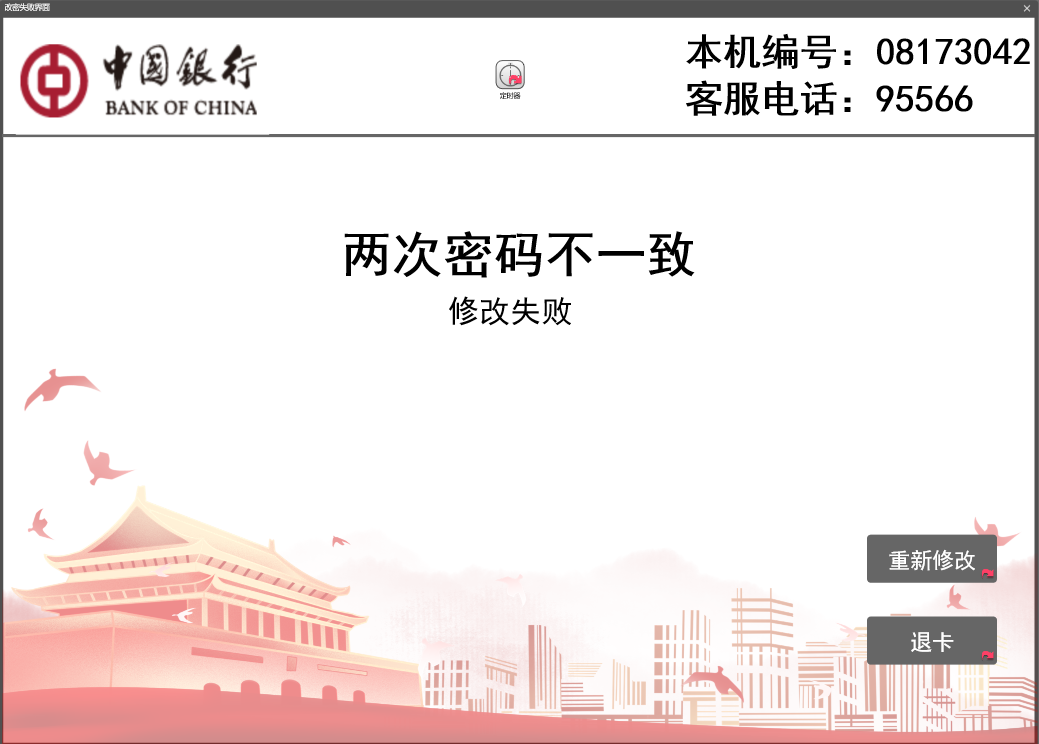 改密失败界面
中國銀行
BANK OF CHINA
定时器
本机编号：08173042
客服电话：95566
两次密码不一致
修改失败
重新修改
退卡